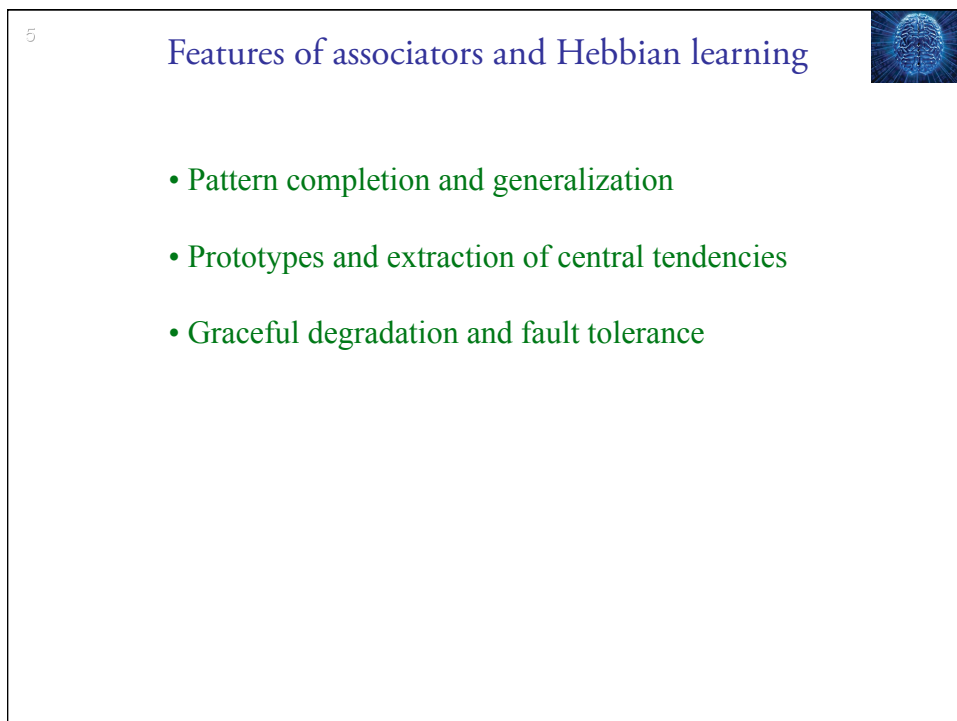 5
Features of associators and Hebbian learning
• Pattern completion and generalization
• Prototypes and extraction of central tendencies
• Graceful degradation and fault tolerance